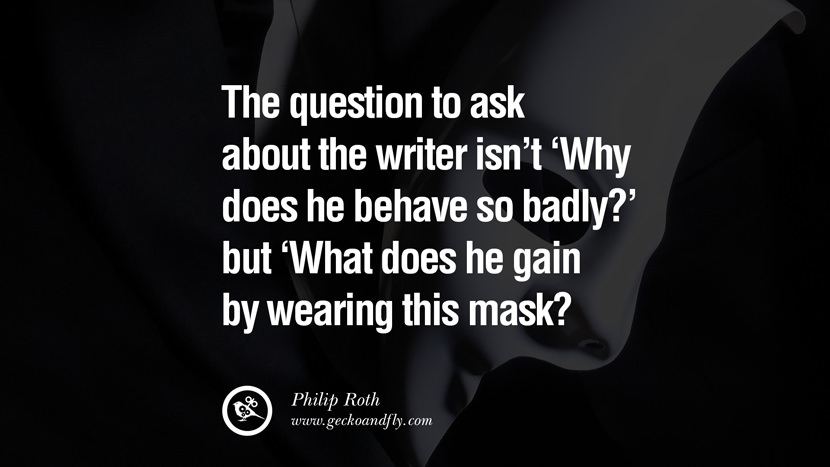 The question to ask
about the writer isn’t ‘Why
does he behave so badly?’
but ‘What does he gain
by wearing this mask?
Philip Roth
www.geckoandfly.com